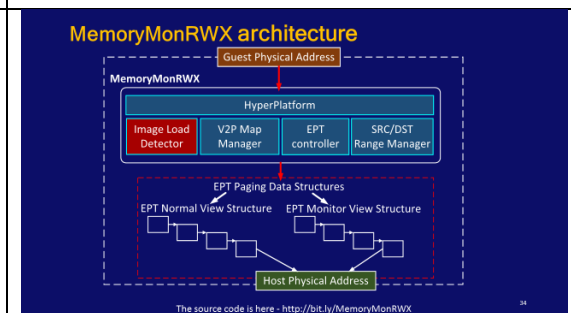 MemoryMonRWX architecture
Guest Physical Address
MemoryMonRWX
HyperPlatform
Image Load Detector
V2P Map Manager
EPT controller
SRC/DST Range Manager
EPT Paging Data Structures
EPT Normal View Structure
EPT Monitor View Structure
Host Physical Address
The source code is here - http://bit.ly/MemoryMonRWX
34